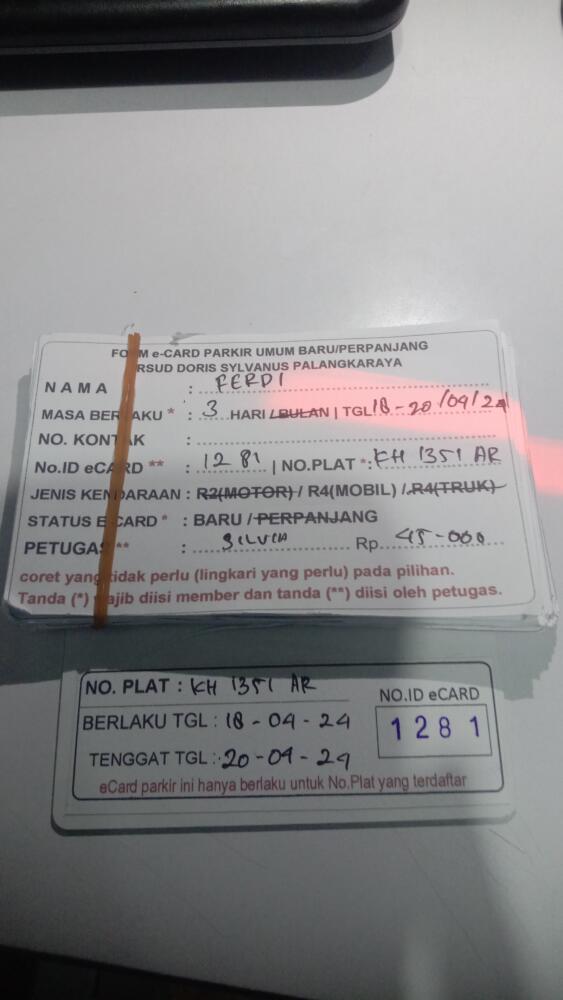 FORM e-CARD PARKIR UMUM BARU/PERPANJANG
RSUD DORIS SYLVANUS PALANGKARAYA
NAMA : FERDI
MASA BERLAKU * : 3 HARI / BULAN | TGL 18-20/04/24
NO. KONTAK :
No.ID eCARD ** : 1281 | NO.PLAT *: KH 1351 AR
JENIS KENDARAAN : R2(MOTOR) / R4(MOBIL) / R4(TRUK)
STATUS ECARD * : BARU / PERPANJANG
PETUGAS ** : SILVIA Rp. 45-000
coret yang tidak perlu (lingkari yang perlu) pada pilihan.
Tanda (*) wajib diisi member dan tanda (**) diisi oleh petugas.
NO. PLAT : KH 1351 AR
NO.ID eCARD
1281
BERLAKU TGL : 18-04-24
TENGGAT TGL : 20-04-24
eCard parkir ini hanya berlaku untuk No.Plat yang terdaftar